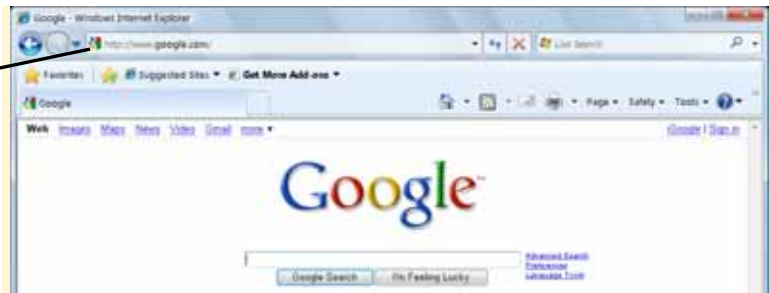 Google - Windows Internet Explorer
http://www.google.com/ Live Search
Favorites Suggested Sites Get More Add-ons
Google Page Safety Tools
Web Images Maps News Video Gmail more iGoogle | Sign in
Google™
Advanced Search
Preferences
Language Tools
Google Search I'm Feeling Lucky